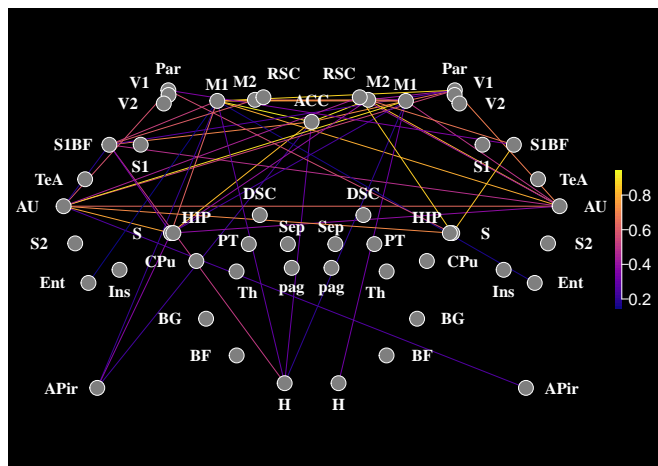 Par RSC RSC Par
V1 M1 M2 M2 M1 V1
V2 ACC V2
S1BF S1 S1 S1BF
TeA TeA
AU DSC DSC AU
S HIP HIP S
S2 PT Sep Sep PT S2
Ent Ins CPu Th pag pag Th CPu Ins Ent
BG BG
BF BF
APir H H APir
0.8
0.6
0.4
0.2